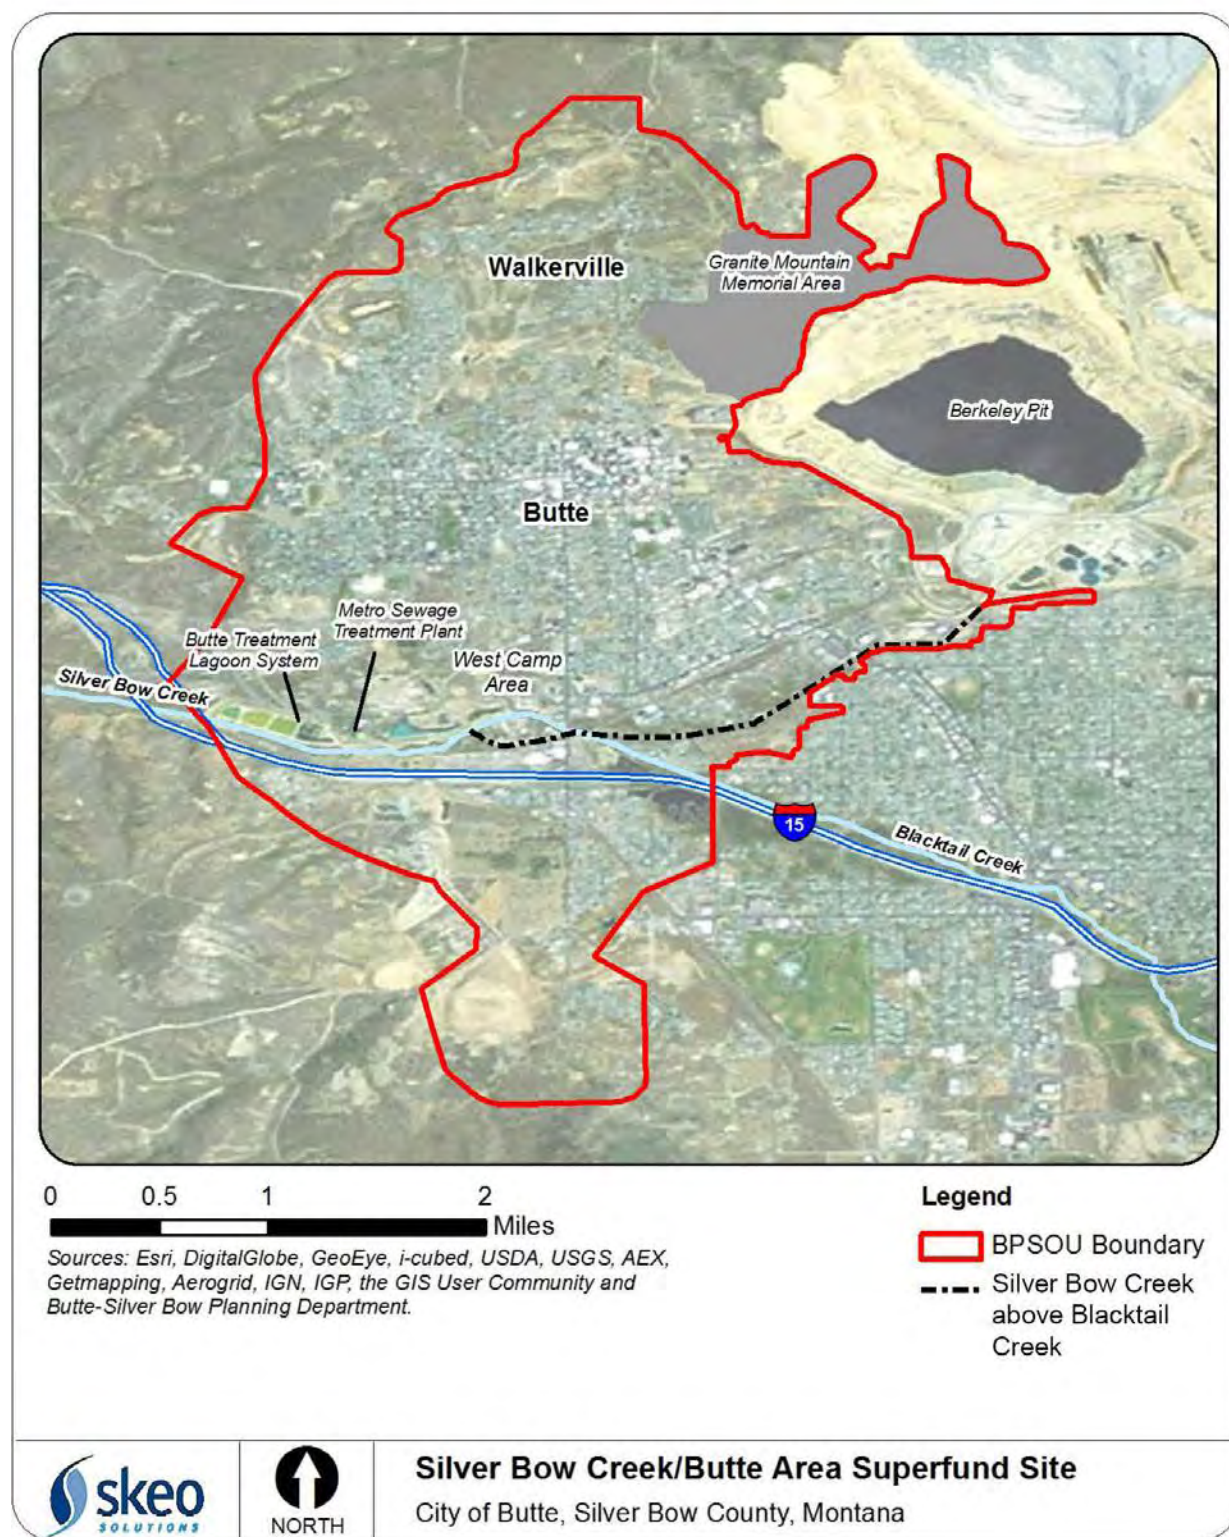 Walkerville
Granite Mountain
Memorial Area
Berkeley Pit
Butte
Metro Sewage
Treatment Plant
Butte Treatment
Lagoon System
West Camp
Area
Silver Bow Creek
15
Blacktail Creek
0 0.5 1 2
Miles
Sources: Esri, DigitalGlobe, GeoEye, i-cubed, USDA, USGS, AEX,
Getmapping, Aerogrid, IGN, IGP, the GIS User Community and
Butte-Silver Bow Planning Department.
Legend
BPSOU Boundary
Silver Bow Creek
above Blacktail
Creek
skeo
SOLUTIONS
NORTH
Silver Bow Creek/Butte Area Superfund Site
City of Butte, Silver Bow County, Montana